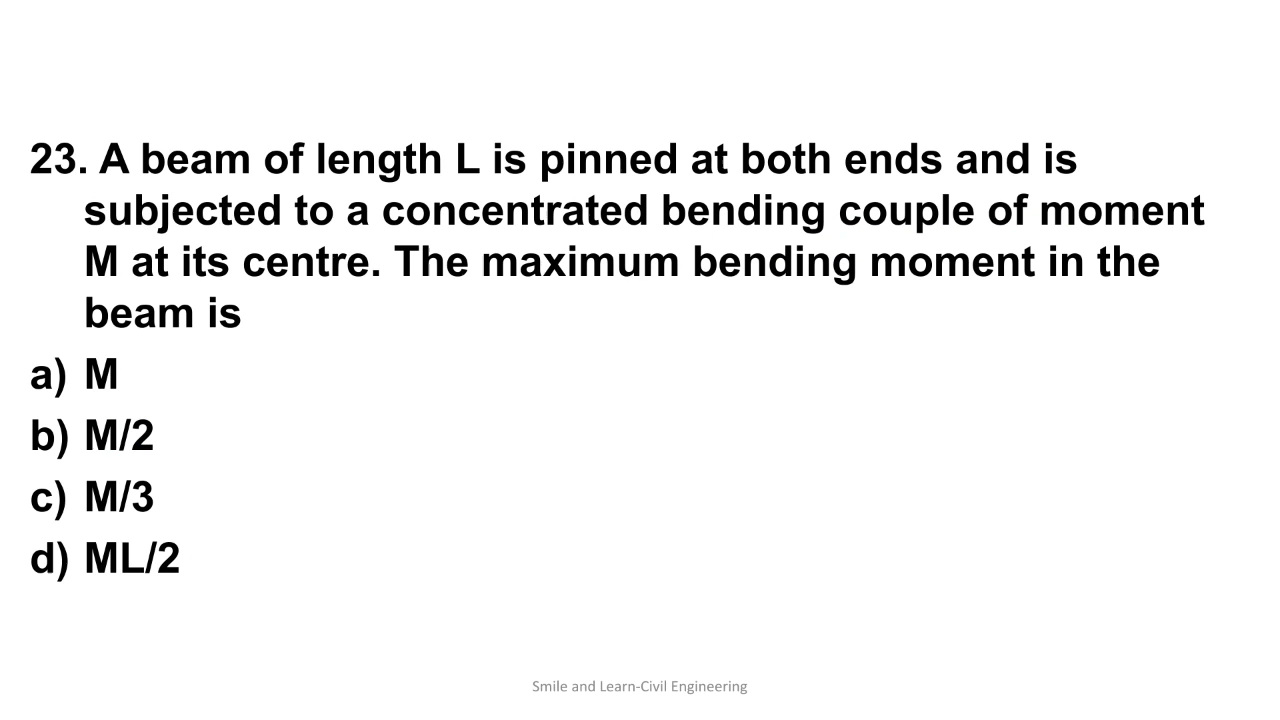 23. A beam of length L is pinned at both ends and is
subjected to a concentrated bending couple of moment
M at its centre. The maximum bending moment in the
beam is
a) M
b) M/2
c) M/3
d) ML/2
Smile and Learn-Civil Engineering